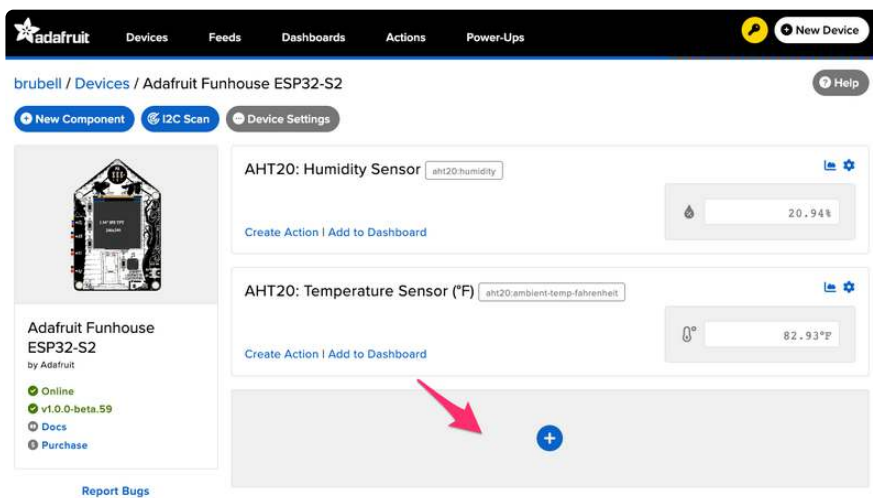 adafruit Devices Feeds Dashboards Actions Power-Ups New Device
brubell / Devices / Adafruit Funhouse ESP32-S2 Help
New Component I2C Scan Device Settings
AHT20: Humidity Sensor aht20:humidity
20.94%
Create Action | Add to Dashboard
AHT20: Temperature Sensor (°F) aht20:ambient-temp-fahrenheit
82.93°F
Create Action | Add to Dashboard
Adafruit Funhouse
ESP32-S2
by Adafruit
Online
v1.0.0-beta.59
Docs
Purchase
Report Bugs